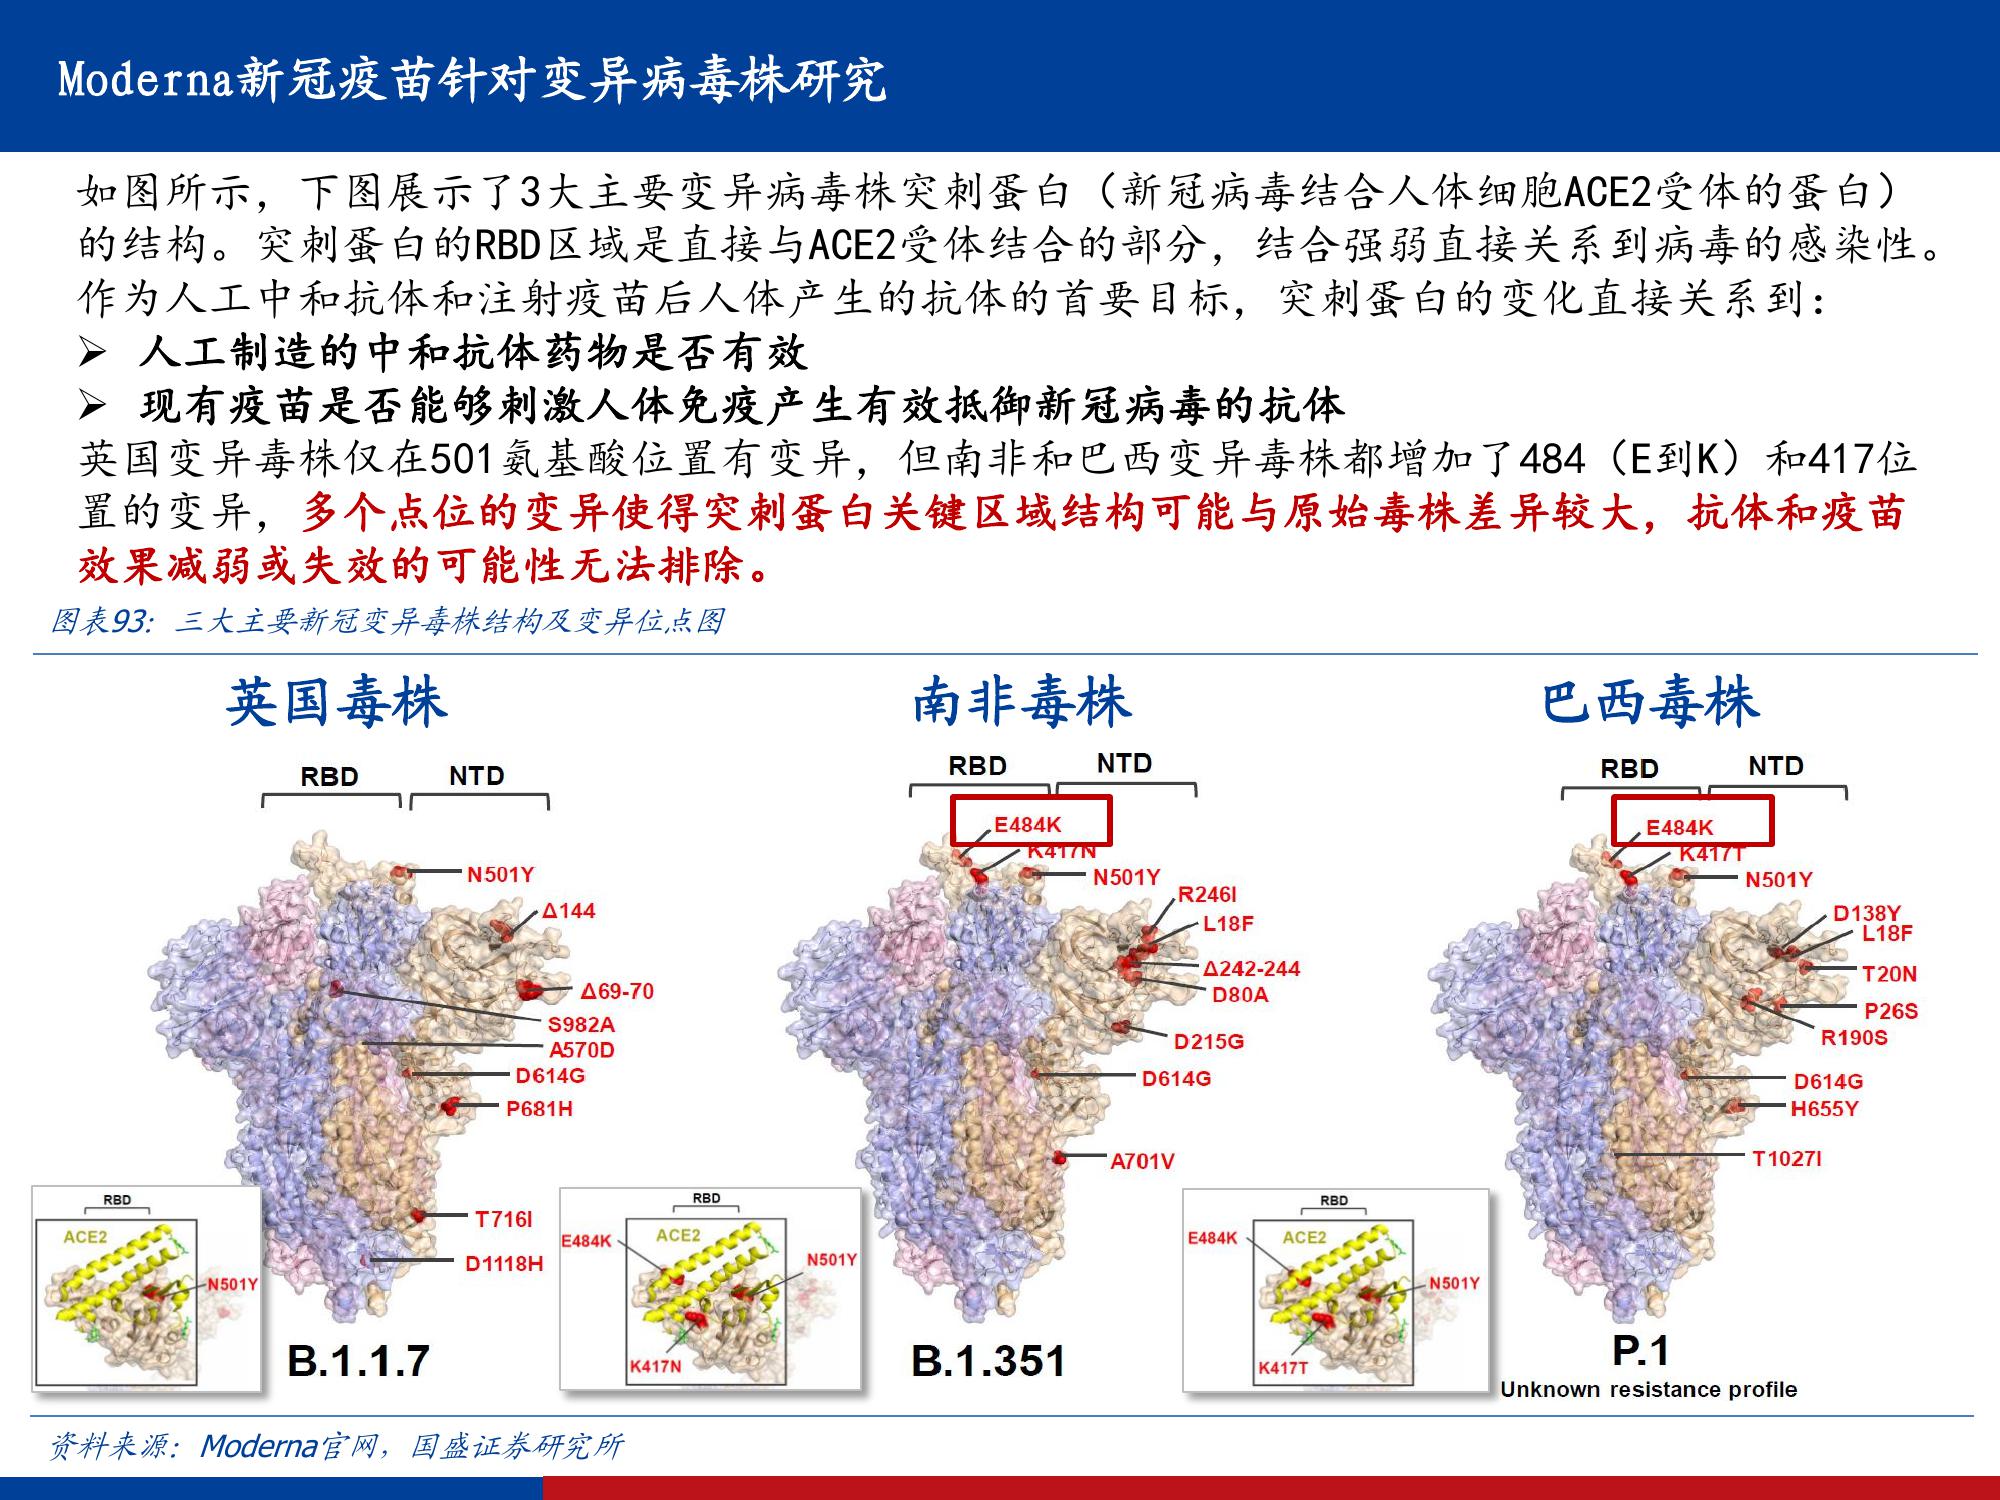 Moderna新冠疫苗针对变异病毒株研究
如图所示，下图展示了3大主要变异病毒株突刺蛋白（新冠病毒结合人体细胞ACE2受体的蛋白）
的结构。突刺蛋白的RBD区域是直接与ACE2受体结合的部分，结合强弱直接关系到病毒的感染性。
作为人工中和抗体和注射疫苗后人体产生的抗体的首要目标，突刺蛋白的变化直接关系到：
➢ 人工制造的中和抗体药物是否有效
➢ 现有疫苗是否能够刺激人体免疫产生有效抵御新冠病毒的抗体
英国变异毒株仅在501氨基酸位置有变异，但南非和巴西变异毒株都增加了484（E到K）和417位
置的变异，多个点位的变异使得突刺蛋白关键区域结构可能与原始毒株差异较大，抗体和疫苗
效果减弱或失效的可能性无法排除。
图表93：三大主要新冠变异毒株结构及变异位点图
英国毒株
RBD
NTD
N501Y
Δ144
Δ69-70
S982A
A570D
D614G
P681H
T716I
D1118H
RBD
ACE2
N501Y
B.1.1.7
南非毒株
RBD
NTD
E484K
K417N
N501Y
R246I
L18F
Δ242-244
D80A
D215G
D614G
A701V
RBD
E484K
ACE2
N501Y
K417N
B.1.351
巴西毒株
RBD
NTD
E484K
K417T
N501Y
D138Y
L18F
T20N
P26S
R190S
D614G
H655Y
T1027I
RBD
E484K
ACE2
N501Y
K417T
P.1
Unknown resistance profile
资料来源：Moderna官网，国盛证券研究所